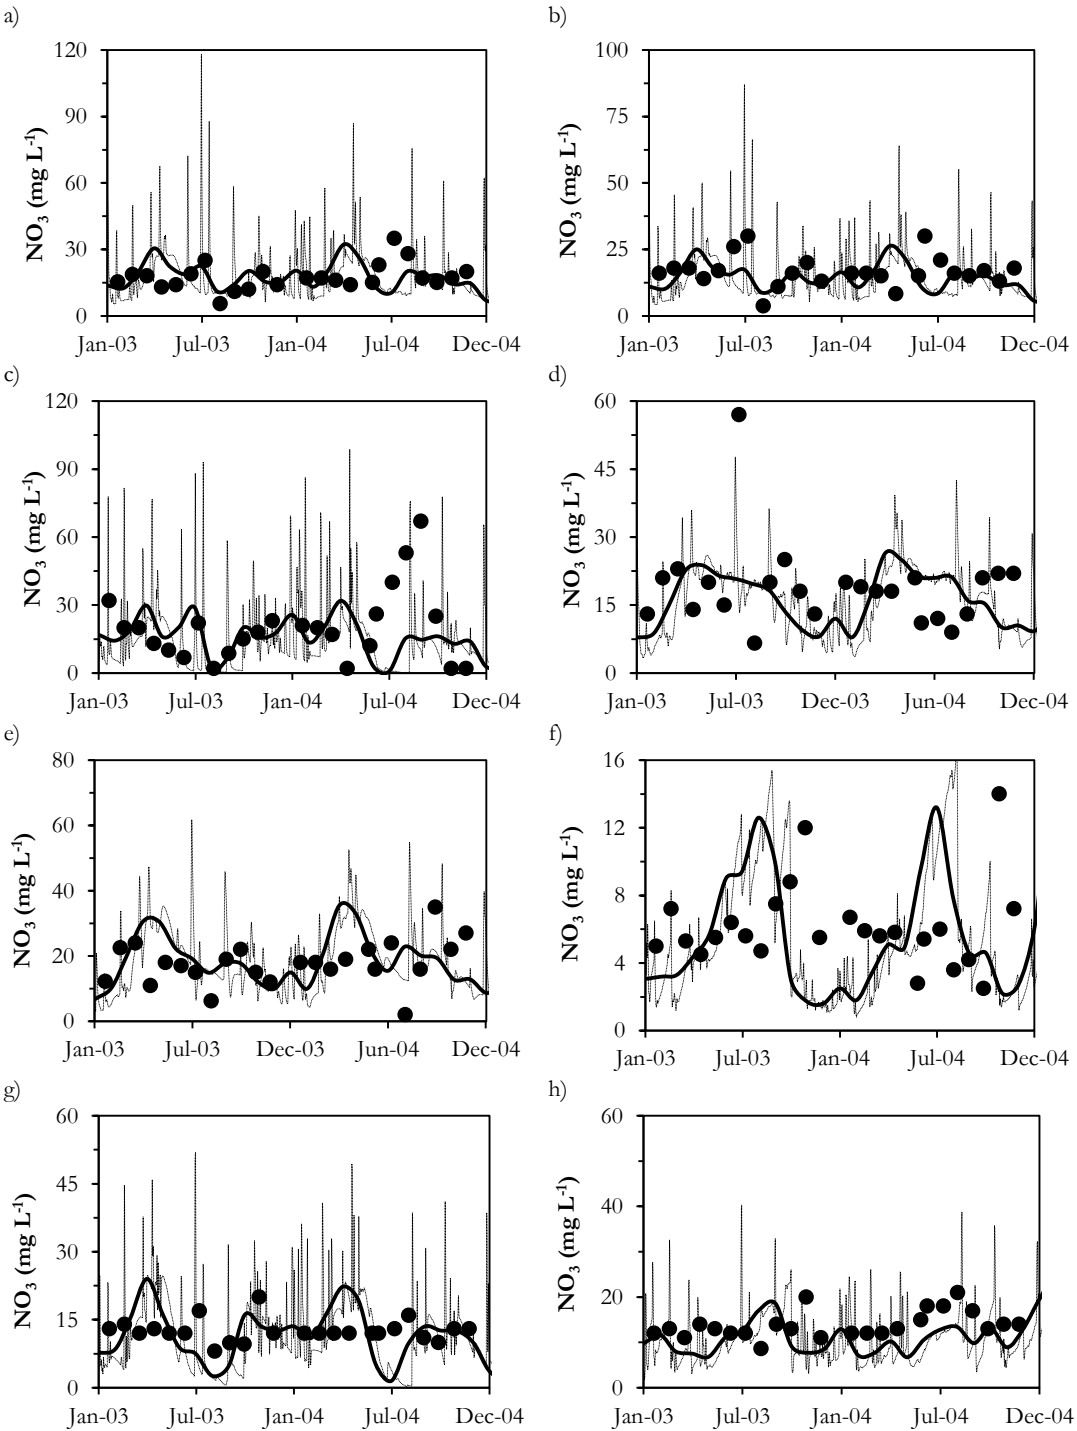 a)
b)
120
90
60
30
0
NO3 (mg L-1)
Jan-03 Jul-03 Jan-04 Jul-04 Dec-04
100
75
50
25
0
NO3 (mg L-1)
Jan-03 Jul-03 Jan-04 Jul-04 Dec-04
c)
d)
120
90
60
30
0
NO3 (mg L-1)
Jan-03 Jul-03 Jan-04 Jul-04 Dec-04
60
45
30
15
0
NO3 (mg L-1)
Jan-03 Jul-03 Dec-03 Jun-04 Dec-04
e)
f)
80
60
40
20
0
NO3 (mg L-1)
Jan-03 Jul-03 Dec-03 Jun-04 Dec-04
16
12
8
4
0
NO3 (mg L-1)
Jan-03 Jul-03 Jan-04 Jul-04 Dec-04
g)
h)
60
45
30
15
0
NO3 (mg L-1)
Jan-03 Jul-03 Jan-04 Jul-04 Dec-04
60
40
20
0
NO3 (mg L-1)
Jan-03 Jul-03 Jan-04 Jul-04 Dec-04